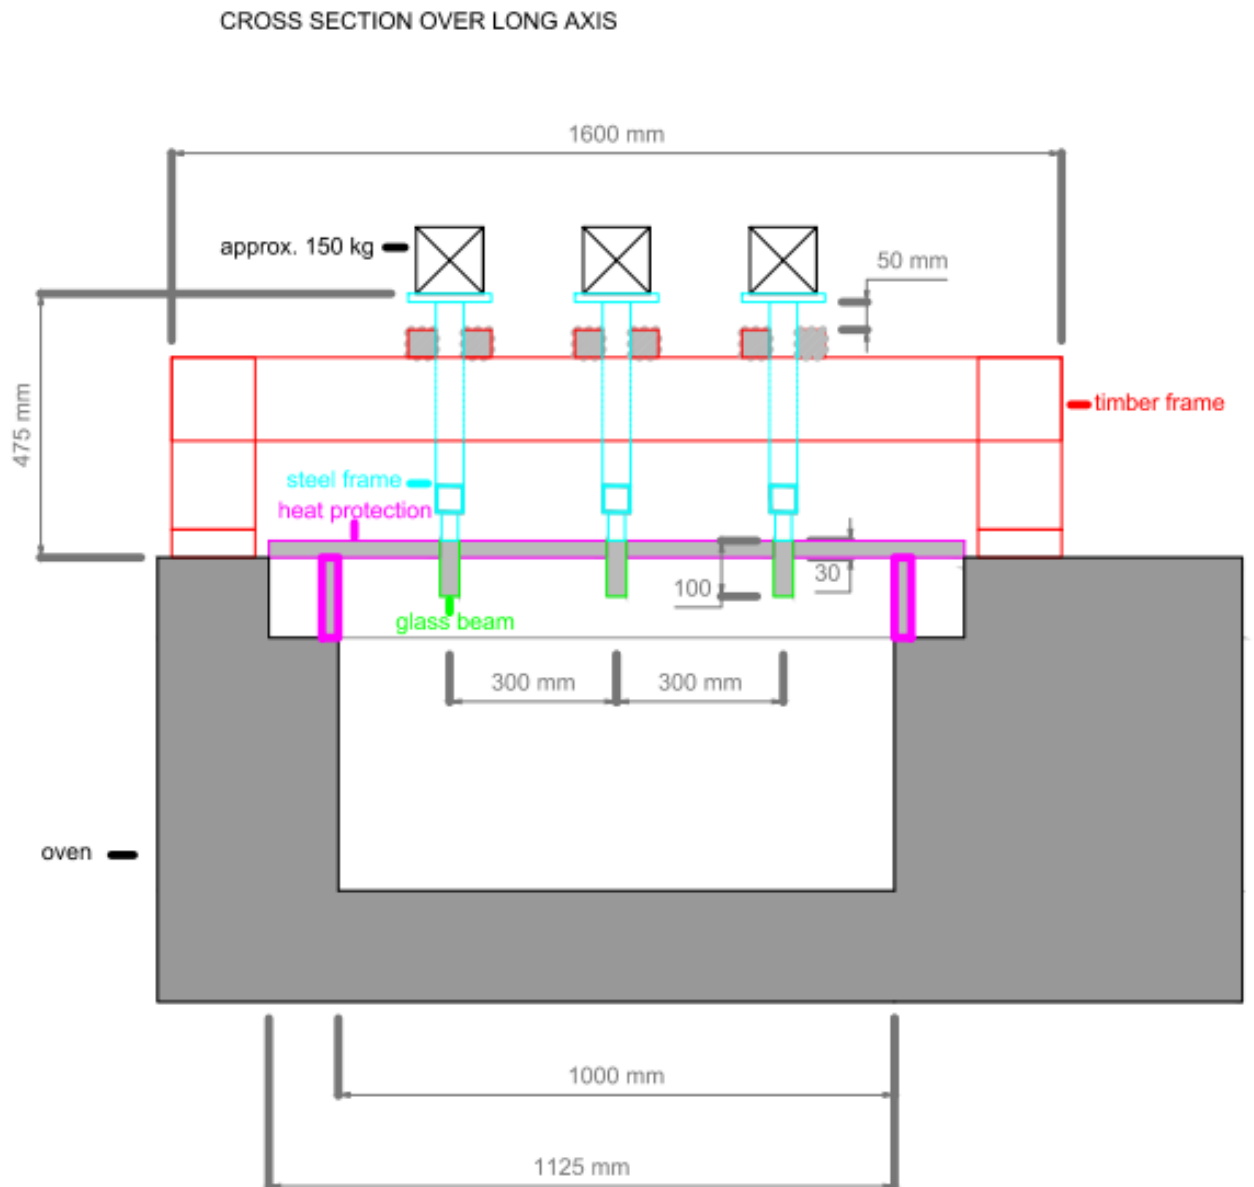 CROSS SECTION OVER LONG AXIS
1600 mm
approx. 150 kg
50 mm
475 mm
timber frame
steel frame
heat protection
100
30
glass beam
300 mm
300 mm
oven
1000 mm
1125 mm